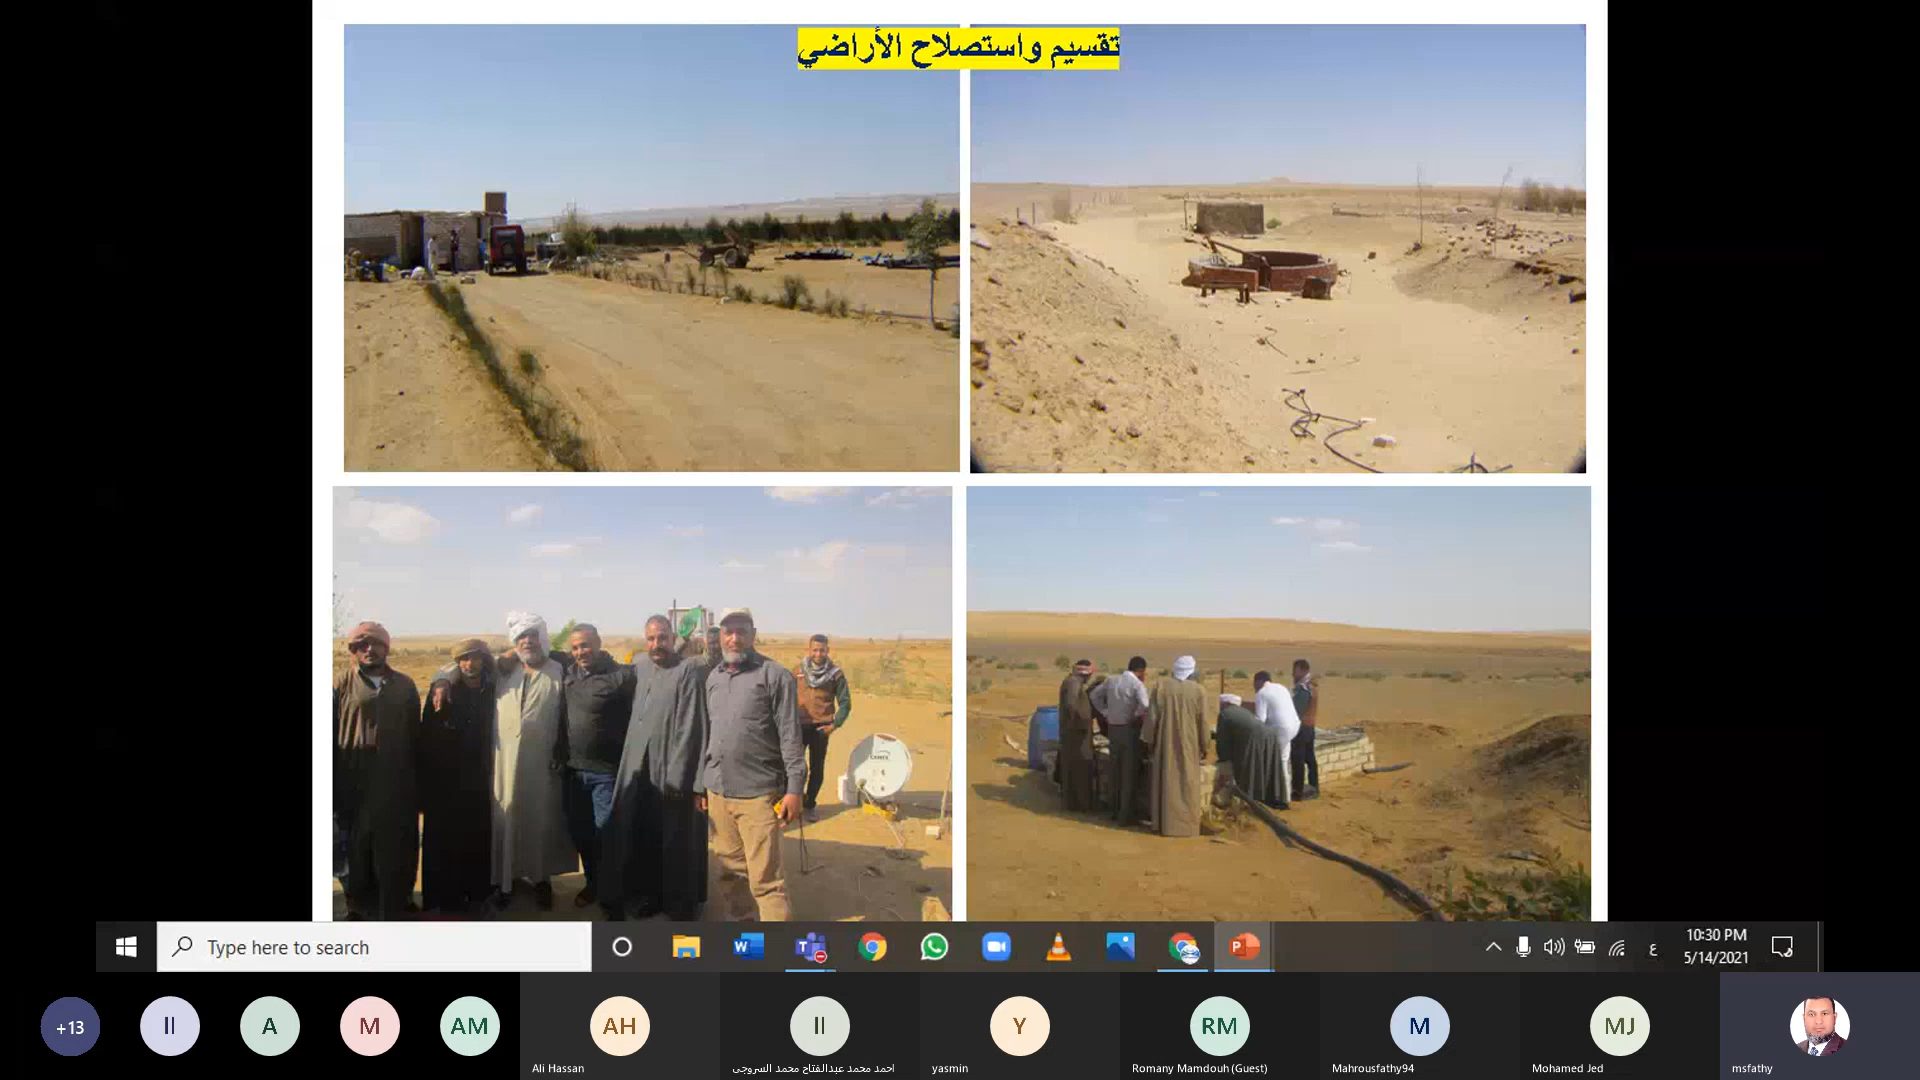 تقسيم واستصلاح الأراضي
Type here to search
ع
10:30 PM
5/14/2021
+13
II
A
M
AM
AH
Ali Hassan
II
احمد محمد عبدالفتاح محمد السروجى
Y
yasmin
RM
Romany Mamdouh (Guest)
M
Mahrousfathy94
MJ
Mohamed Jed
msfathy